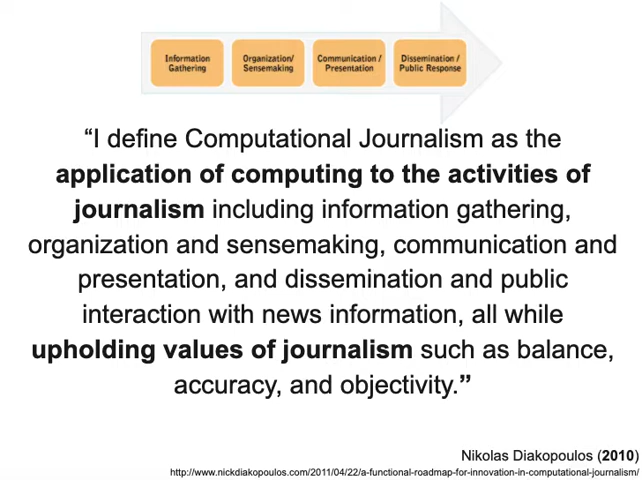 Information
Gathering
Organization/
Sensemaking
Communication /
Presentation
Dissemination /
Public Response
“I define Computational Journalism as the
application of computing to the activities of
journalism including information gathering,
organization and sensemaking, communication and
presentation, and dissemination and public
interaction with news information, all while
upholding values of journalism such as balance,
accuracy, and objectivity.”
Nikolas Diakopoulos (2010)
http://www.nickdiakopoulos.com/2011/04/22/a-functional-roadmap-for-innovation-in-computational-journalism/